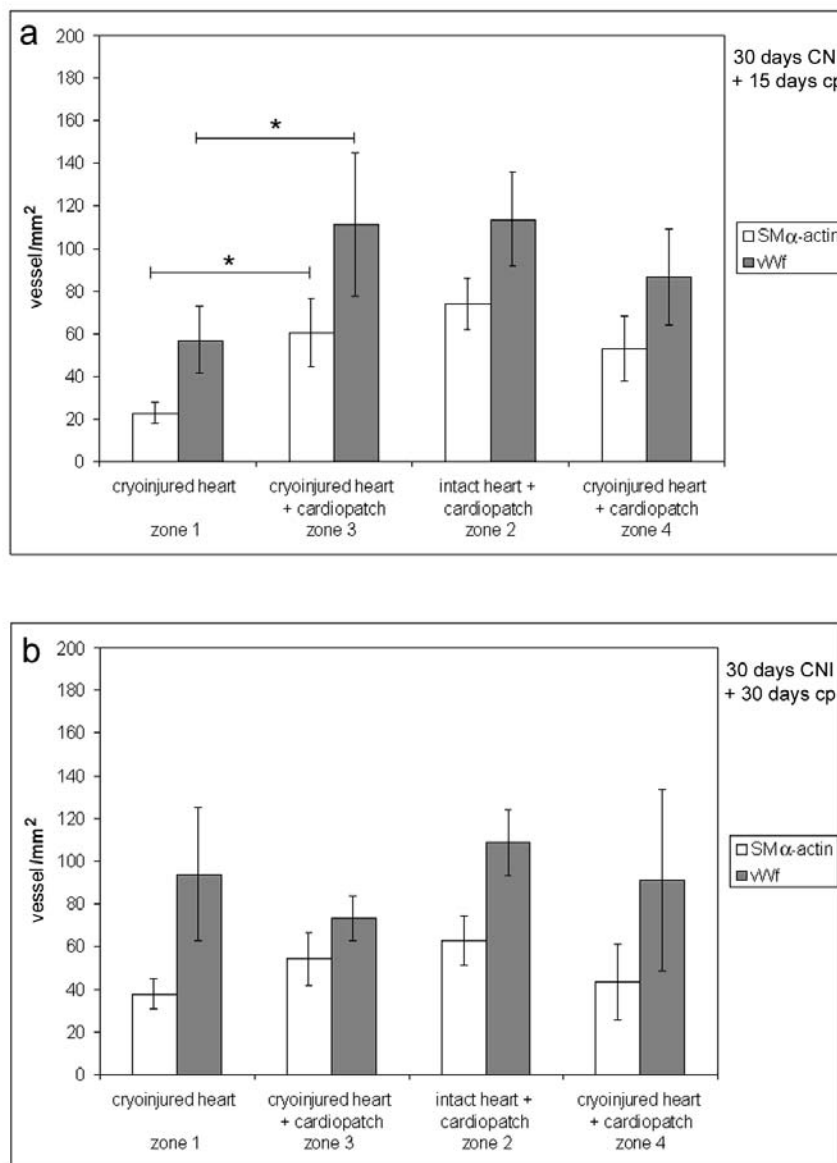 a
30 days CNI
+ 15 days cp
200
180
160
140
120
100
80
60
40
20
0
vessel/mm²
*
*
SMα-actin
vWf
cryoinjured heart
zone 1
cryoinjured heart
+ cardiopatch
zone 3
intact heart +
cardiopatch
zone 2
cryoinjured heart
+ cardiopatch
zone 4
b
30 days CNI
+ 30 days cp
200
180
160
140
120
100
80
60
40
20
0
vessel/mm²
SMα-actin
vWf
cryoinjured heart
zone 1
cryoinjured heart
+ cardiopatch
zone 3
intact heart +
cardiopatch
zone 2
cryoinjured heart
+ cardiopatch
zone 4